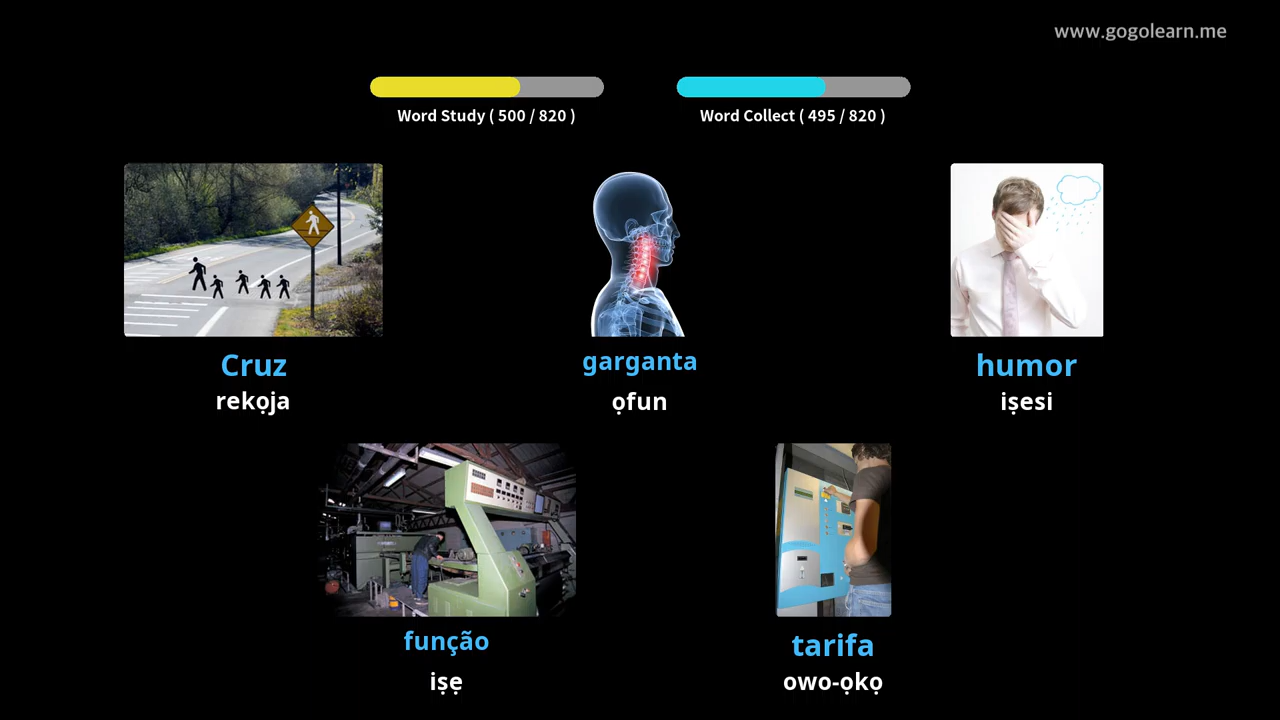 www.gogolearn.me
Word Study ( 500 / 820 )
Word Collect ( 495 / 820 )
Cruz
rekọja
garganta
ọfun
humor
iṣesi
função
iṣẹ
tarifa
owo-ọkọ